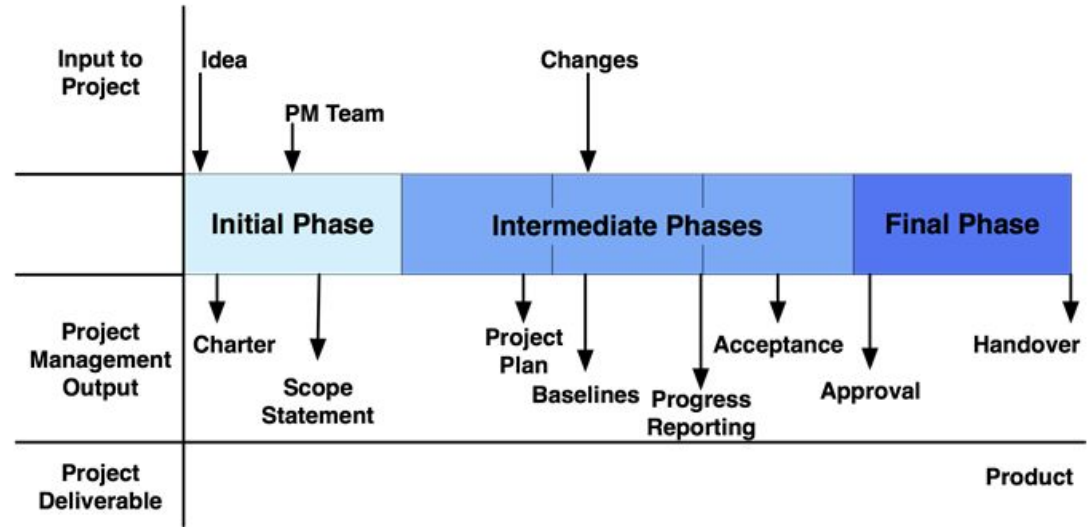 Input to
Project
Idea
PM Team
Changes
Initial Phase
Intermediate Phases
Final Phase
Project
Management
Output
Charter
Scope
Statement
Project
Plan
Baselines
Progress
Reporting
Acceptance
Approval
Handover
Project
Deliverable
Product